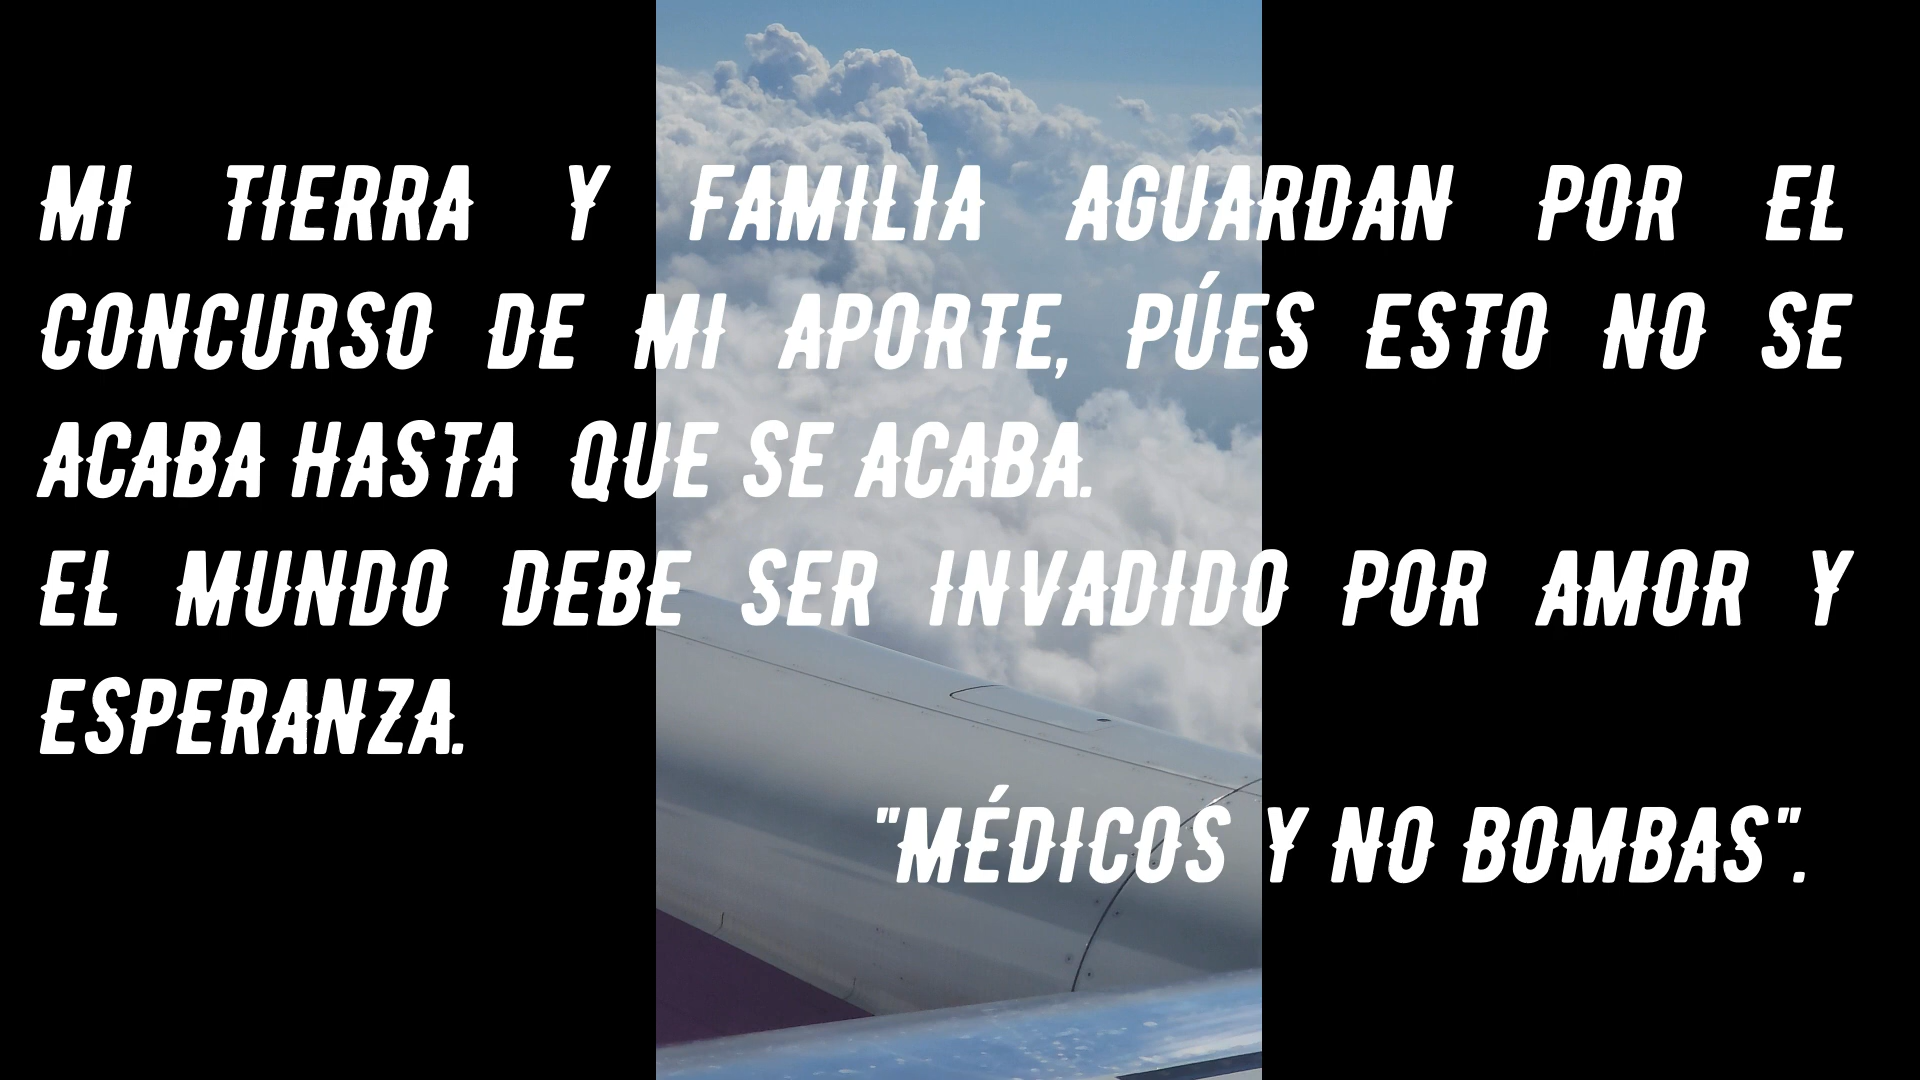 MI TIERRA Y FAMILIA AGUARDAN POR EL
CONCURSO DE MI APORTE, PÚES ESTO NO SE
ACABA HASTA QUE SE ACABA.
EL MUNDO DEBE SER INVADIDO POR AMOR Y
ESPERANZA.
"MÉDICOS Y NO BOMBAS".